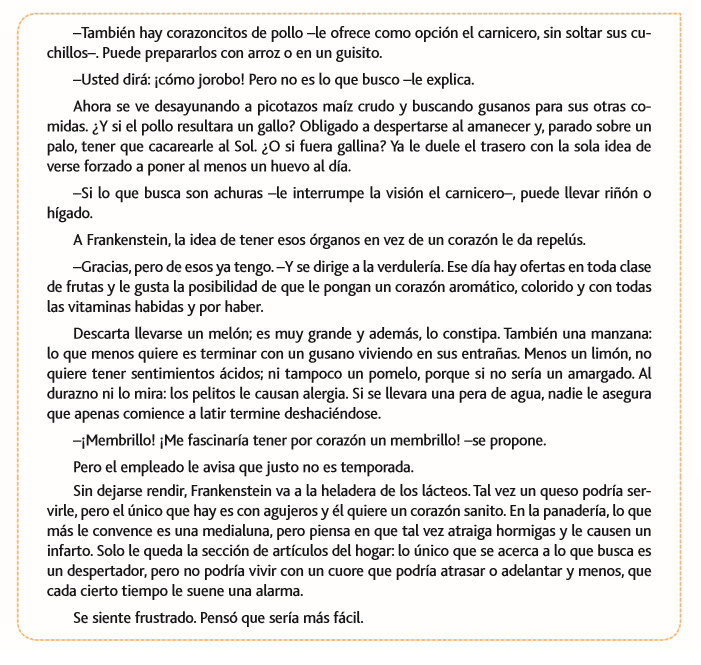 –También hay corazoncitos de pollo –le ofrece como opción el carnicero, sin soltar sus cu-
chillos–. Puede prepararlos con arroz o en un guisito.
–Usted dirá: ¡cómo jorobo! Pero no es lo que busco –le explica.
Ahora se ve desayunando a picotazos maíz crudo y buscando gusanos para sus otras co-
midas. ¿Y si el pollo resultara un gallo? Obligado a despertarse al amanecer y, parado sobre un
palo, tener que cacarearle al Sol. ¿O si fuera gallina? Ya le duele el trasero con la sola idea de
verse forzado a poner al menos un huevo al día.
–Si lo que busca son achuras –le interrumpe la visión el carnicero–, puede llevar riñón o
hígado.
A Frankenstein, la idea de tener esos órganos en vez de un corazón le da repelús.
–Gracias, pero de esos ya tengo. –Y se dirige a la verdulería. Ese día hay ofertas en toda clase
de frutas y le gusta la posibilidad de que le pongan un corazón aromático, colorido y con todas
las vitaminas habidas y por haber.
Descarta llevarse un melón; es muy grande y además, lo constipa. También una manzana:
lo que menos quiere es terminar con un gusano viviendo en sus entrañas. Menos un limón, no
quiere tener sentimientos ácidos; ni tampoco un pomelo, porque si no sería un amargado. Al
durazno ni lo mira: los pelitos le causan alergia. Si se llevara una pera de agua, nadie le asegura
que apenas comience a latir termine deshaciéndose.
–¡Membrillo! ¡Me fascinaría tener por corazón un membrillo! –se propone.
Pero el empleado le avisa que justo no es temporada.
Sin dejarse rendir, Frankenstein va a la heladera de los lácteos. Tal vez un queso podría ser-
virle, pero el único que hay es con agujeros y él quiere un corazón sanito. En la panadería, lo que
más le convence es una medialuna, pero piensa en que tal vez atraiga hormigas y le causen un
infarto. Solo le queda la sección de artículos del hogar: lo único que se acerca a lo que busca es
un despertador, pero no podría vivir con un cuore que podría atrasar o adelantar y menos, que
cada cierto tiempo le suene una alarma.
Se siente frustrado. Pensó que sería más fácil.